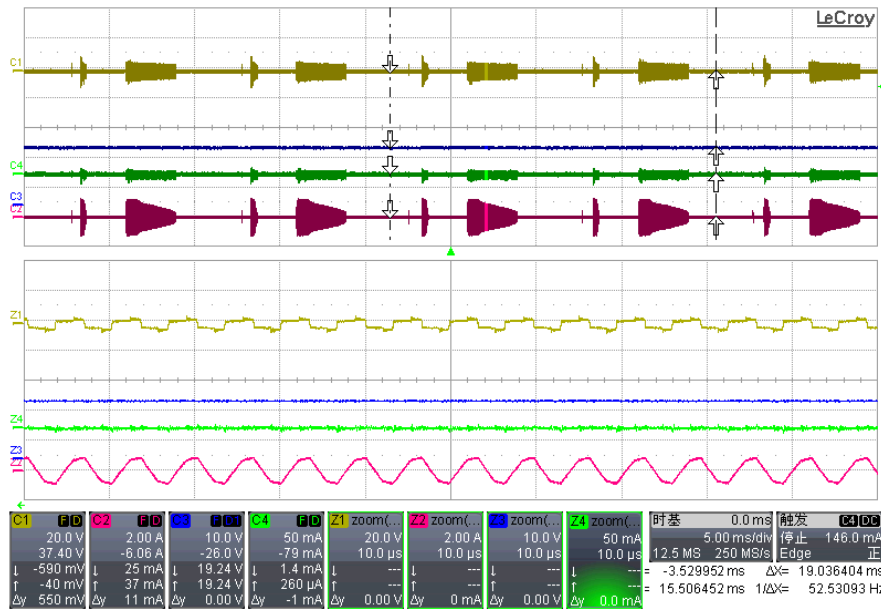 LeCroy
C1
C4
C3
C2
Z1
Z4
Z3
Z2
C1 F D
20.0 V
37.40 V
-590 mV
-40 mV
Δy 550 mV
C2 F D
2.00 A
-6.06 A
25 mA
37 mA
Δy 11 mA
10.0 V
-26.0 V
19.24 V
19.24 V
Δy 0.00 V
C4 F D
50 mA
-79 mA
1.4 mA
260 µA
Δy -1 mA
Z1 zoom(...
20.0 V
10.0 µs
---
---
Δy 0.00 V
Z2 zoom(...
2.00 A
10.0 µs
---
---
Δy 0 mA
Z3 zoom(...
10.0 V
10.0 µs
---
---
Δy 0.00 V
Z4 zoom(...
50 mA
10.0 µs
---
---
Δy 0.0 mA
时基 0.0 ms
5.00 ms/div
12.5 MS 250 MS/s
触发 C4 DC
停止 146.0 mA
Edge 正
= -3.529952 ms ΔX= 19.036404 ms
= 15.506452 ms 1/ΔX= 52.53093 Hz